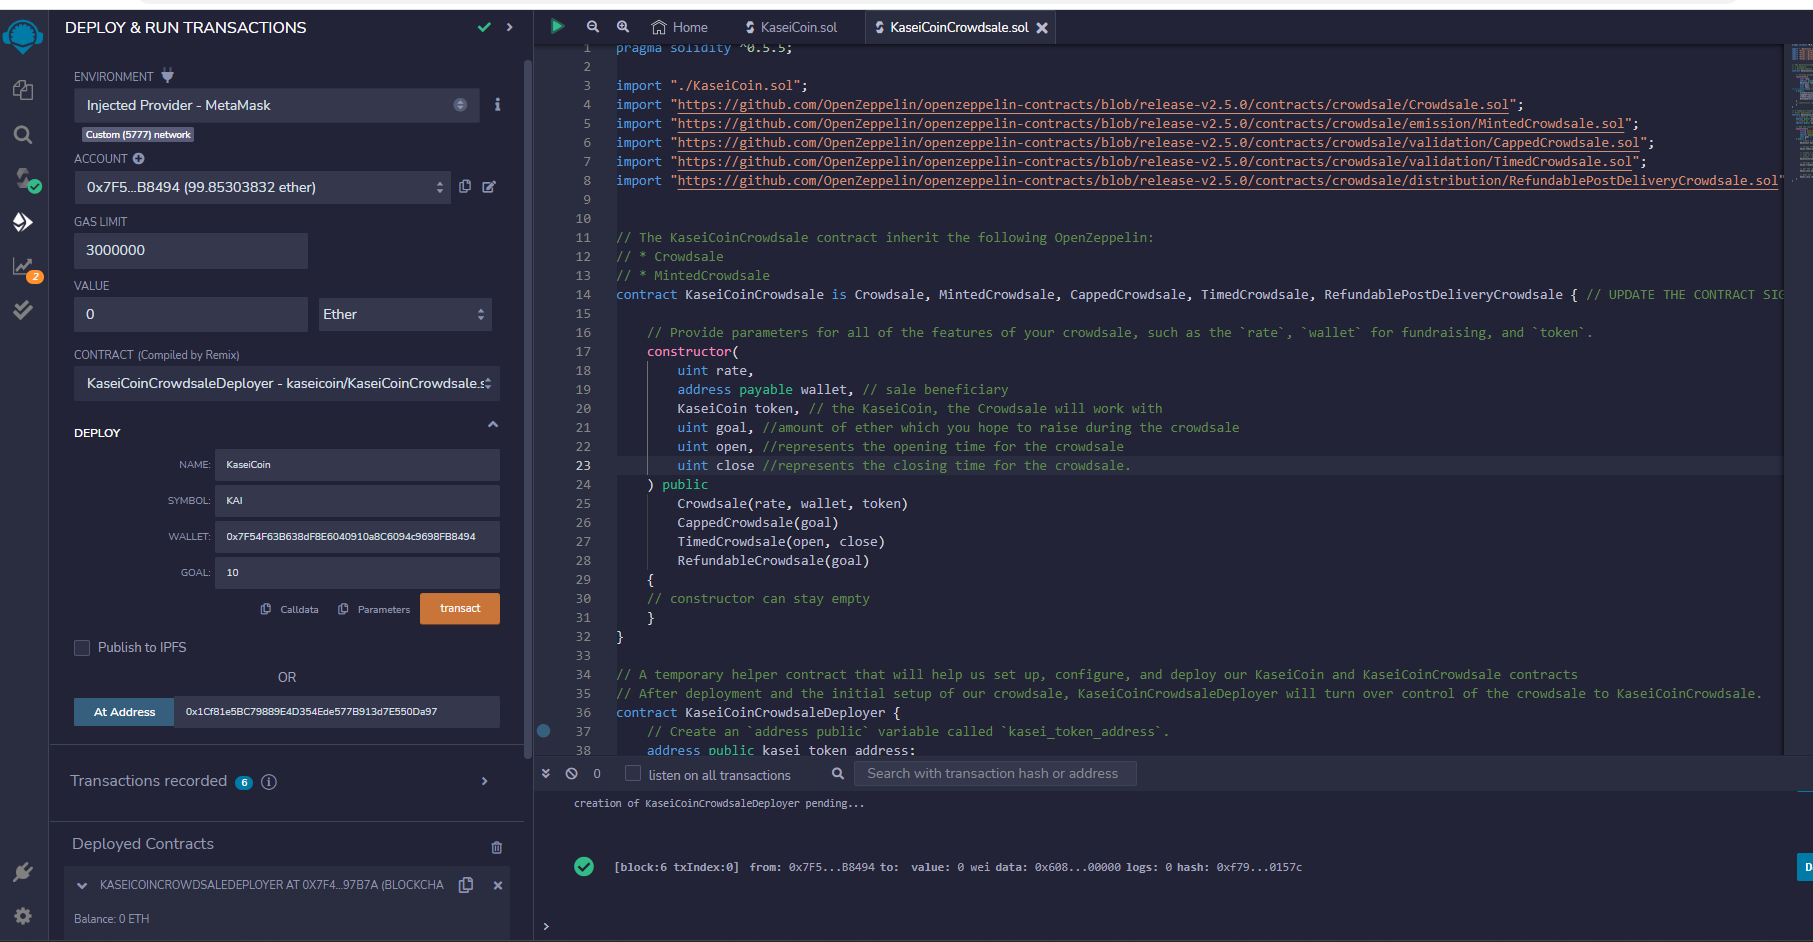 DEPLOY & RUN TRANSACTIONS
ENVIRONMENT
Injected Provider - MetaMask
Custom (5777) network
ACCOUNT
0x7F5...B8494 (99.85303832 ether)
GAS LIMIT
3000000
VALUE
0
Ether
CONTRACT (Compiled by Remix)
KaseiCoinCrowdsaleDeployer - kaseicoin/KaseiCoinCrowdsale.s
DEPLOY
NAME: KaseiCoin
SYMBOL: KAI
WALLET: 0x7F54F63B638dF8E6040910a8C6094c9698FB8494
GOAL: 10
Calldata Parameters transact
Publish to IPFS
OR
At Address 0x1Cf81e5BC79889E4D354Ede577B913d7E550Da97
Transactions recorded 6
Deployed Contracts
KASEICOINCROWDSALEDEPLOYER AT 0X7F4...97B7A (BLOCKCHA
Balance: 0 ETH
2
Home KaseiCoin.sol KaseiCoinCrowdsale.sol
1 pragma solidity ^0.5.5;
2
3 import "./KaseiCoin.sol";
4 import "https://github.com/OpenZeppelin/openzeppelin-contracts/blob/release-v2.5.0/contracts/crowdsale/Crowdsale.sol";
5 import "https://github.com/OpenZeppelin/openzeppelin-contracts/blob/release-v2.5.0/contracts/crowdsale/emission/MintedCrowdsale.sol";
6 import "https://github.com/OpenZeppelin/openzeppelin-contracts/blob/release-v2.5.0/contracts/crowdsale/validation/CappedCrowdsale.sol";
7 import "https://github.com/OpenZeppelin/openzeppelin-contracts/blob/release-v2.5.0/contracts/crowdsale/validation/TimedCrowdsale.sol";
8 import "https://github.com/OpenZeppelin/openzeppelin-contracts/blob/release-v2.5.0/contracts/crowdsale/distribution/RefundablePostDeliveryCrowdsale.sol"
9
10
11 // The KaseiCoinCrowdsale contract inherit the following OpenZeppelin:
12 // * Crowdsale
13 // * MintedCrowdsale
14 contract KaseiCoinCrowdsale is Crowdsale, MintedCrowdsale, CappedCrowdsale, TimedCrowdsale, RefundablePostDeliveryCrowdsale { // UPDATE THE CONTRACT SIG
15
16 // Provide parameters for all of the features of your crowdsale, such as the `rate`, `wallet` for fundraising, and `token`.
17 constructor(
18 uint rate,
19 address payable wallet, // sale beneficiary
20 KaseiCoin token, // the KaseiCoin, the Crowdsale will work with
21 uint goal, //amount of ether which you hope to raise during the crowdsale
22 uint open, //represents the opening time for the crowdsale
23 uint close //represents the closing time for the crowdsale.
24 ) public
25 Crowdsale(rate, wallet, token)
26 CappedCrowdsale(goal)
27 TimedCrowdsale(open, close)
28 RefundableCrowdsale(goal)
29 {
30 // constructor can stay empty
31 }
32 }
33
34 // A temporary helper contract that will help us set up, configure, and deploy our KaseiCoin and KaseiCoinCrowdsale contracts
35 // After deployment and the initial setup of our crowdsale, KaseiCoinCrowdsaleDeployer will turn over control of the crowdsale to KaseiCoinCrowdsale.
36 contract KaseiCoinCrowdsaleDeployer {
37 // Create an `address public` variable called `kasei_token_address`.
38 address public kasei_token_address;
0 listen on all transactions Search with transaction hash or address
creation of KaseiCoinCrowdsaleDeployer pending...
[block:6 txIndex:0] from: 0x7F5...B8494 to: value: 0 wei data: 0x608...00000 logs: 0 hash: 0xf79...0157c
D
>